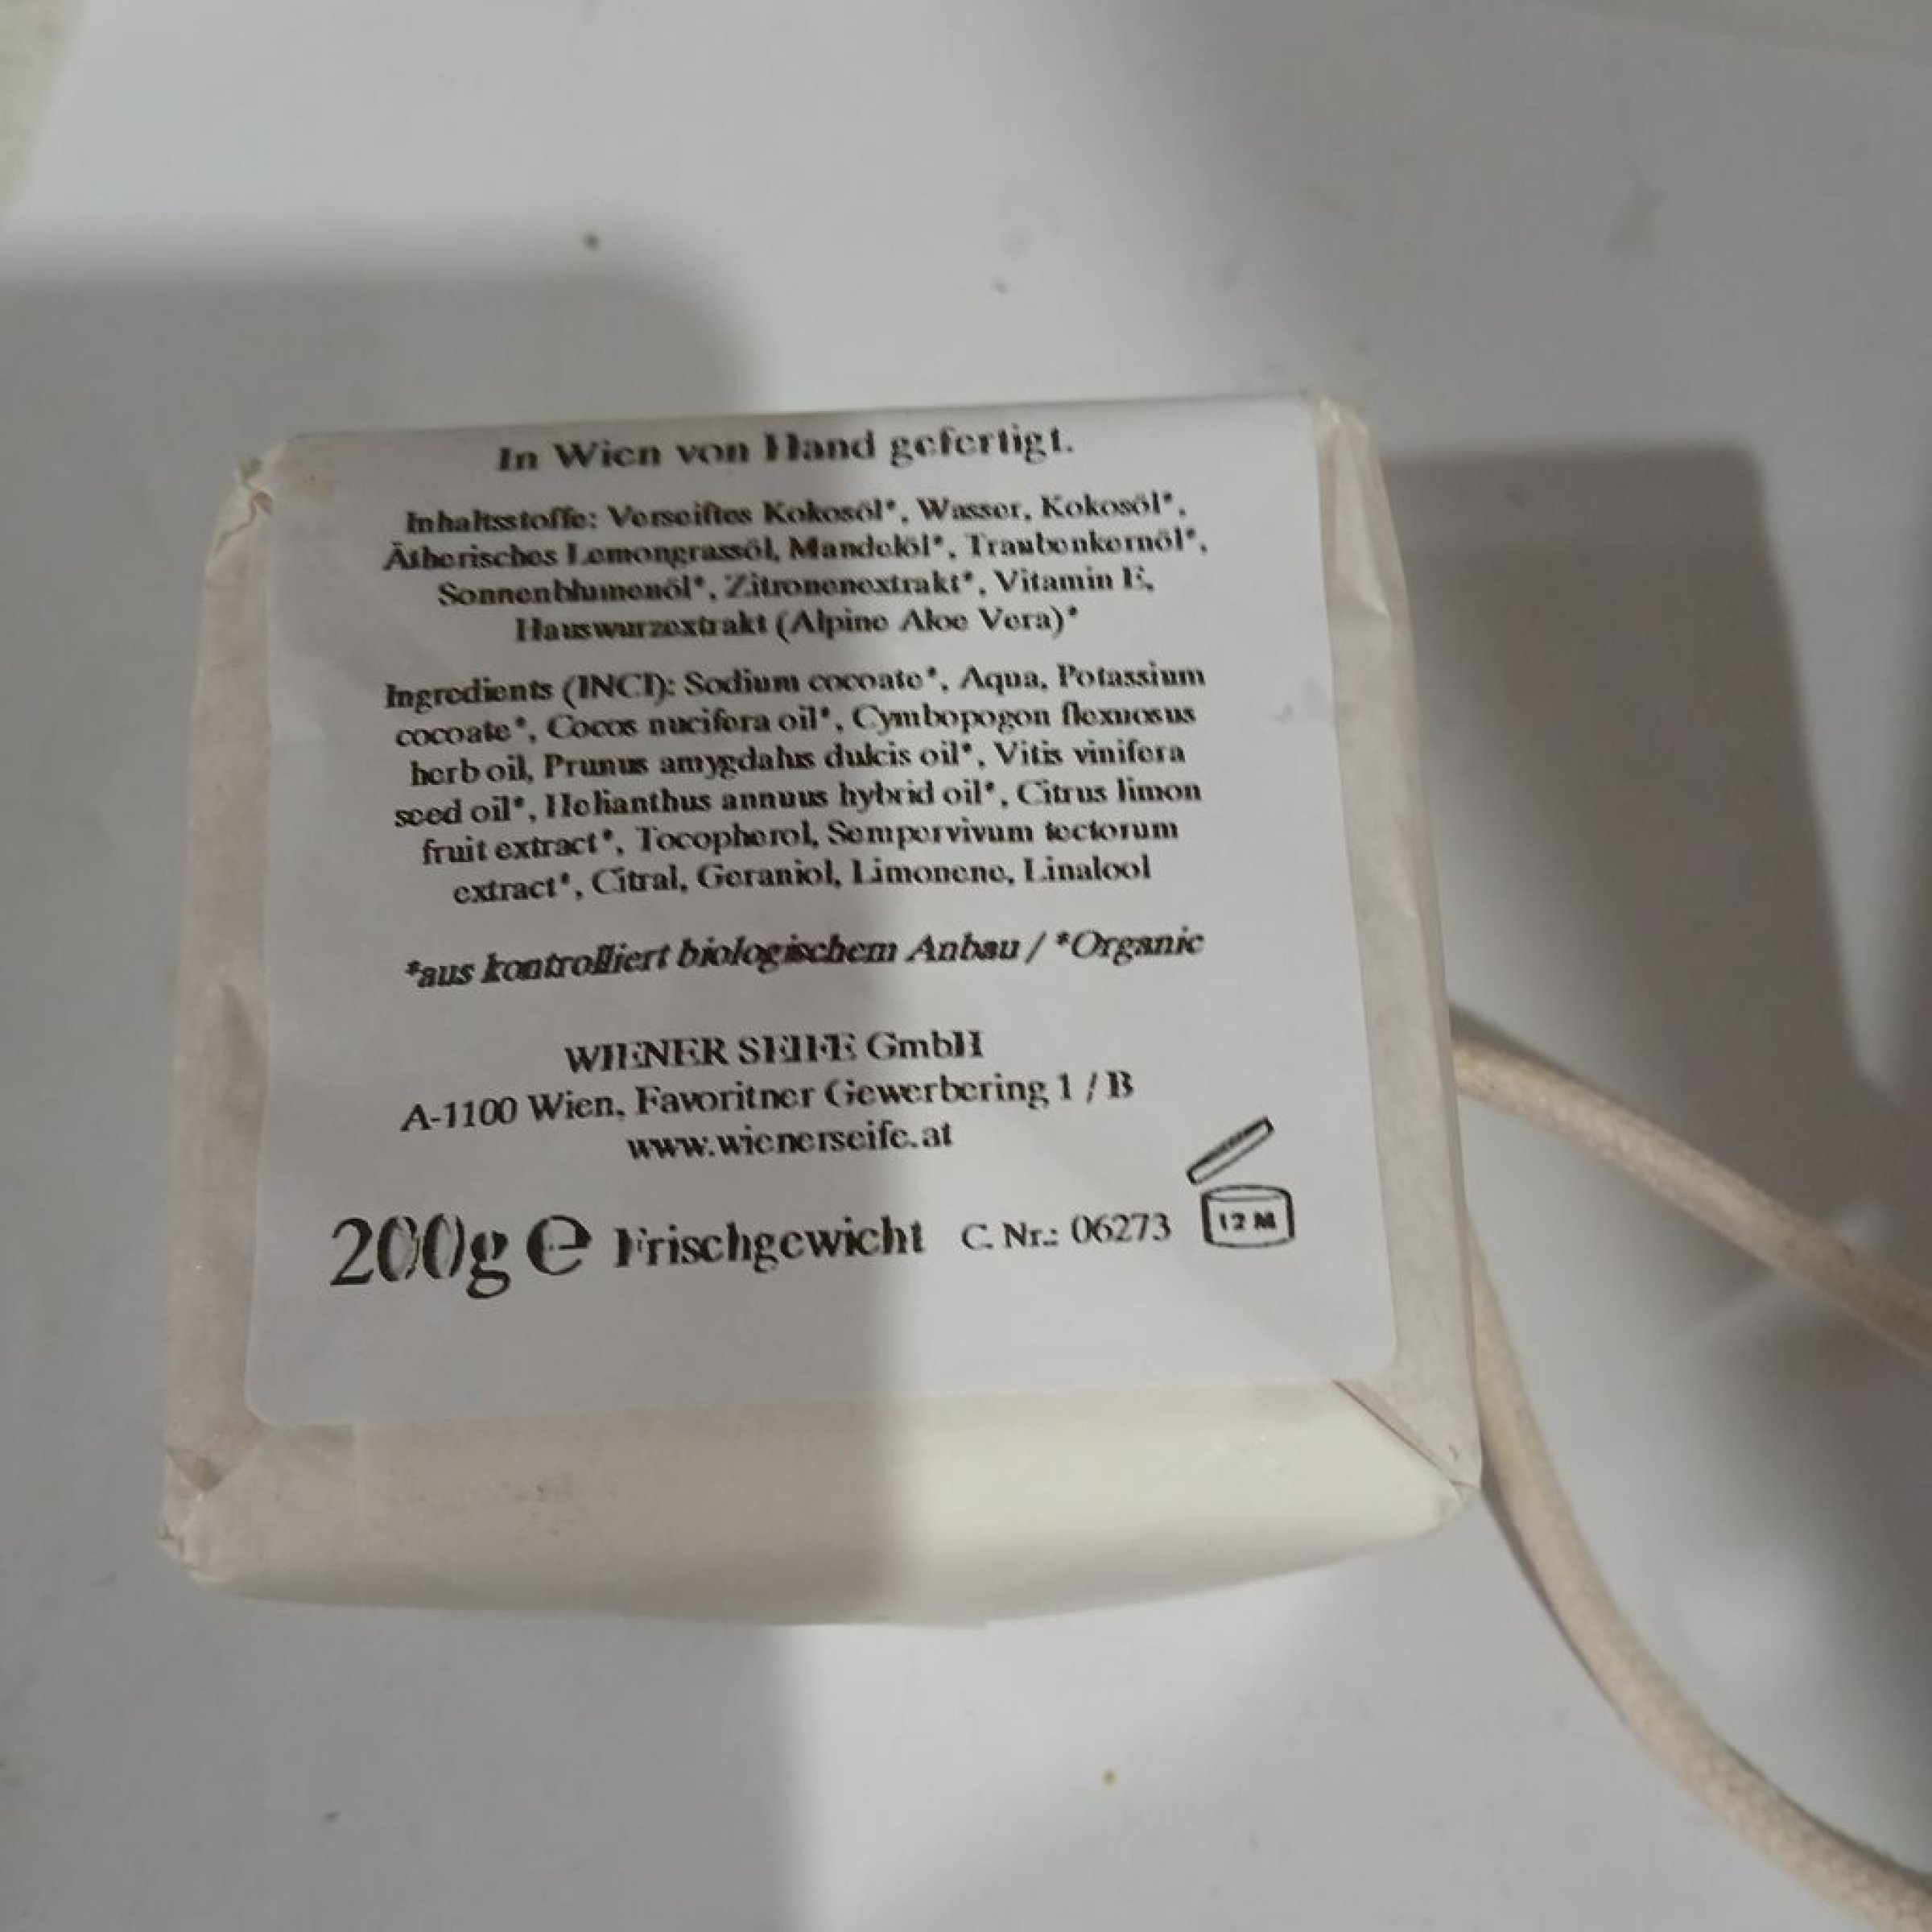 In Wien von Hand gefertigt.
Inhaltsstoffe: Verseiftes Kokosöl*, Wasser, Kokosöl*,
Ätherisches Lemongrassöl, Mandelöl*, Traubenkernöl*,
Sonnenblumenöl*, Zitronenextrakt*, Vitamin E,
Hauswurzextrakt (Alpine Aloe Vera)*
Ingredients (INCI): Sodium cocoate*, Aqua, Potassium
cocoate*, Cocos nucifera oil*, Cymbopogon flexuosus
herb oil, Prunus amygdalus dulcis oil*, Vitis vinifera
seed oil*, Helianthus annuus hybrid oil*, Citrus limon
fruit extract*, Tocopherol, Sempervivum tectorum
extract*, Citral, Geraniol, Limonene, Linalool
*aus kontrolliert biologischem Anbau / *Organic
WIENER SEIFE GmbH
A-1100 Wien, Favoritner Gewerbering 1 / B
www.wienerseife.at
200g ℮ Frischgewicht C. Nr.: 06273 12 M